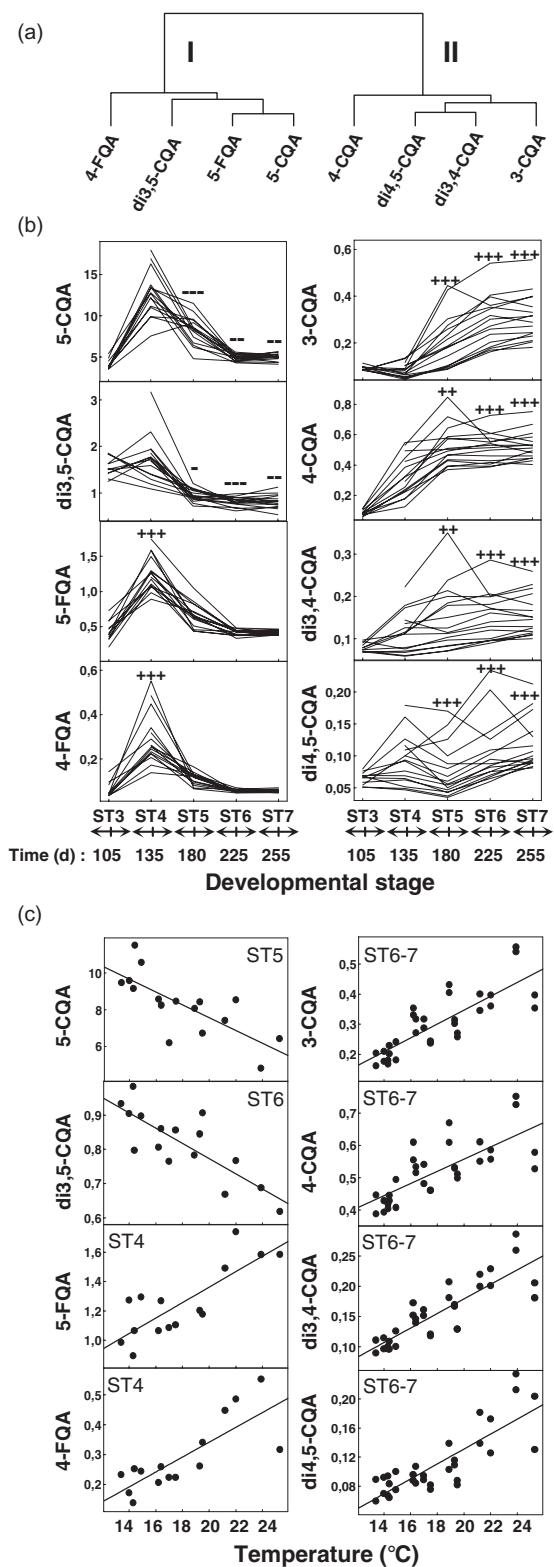 (a)
I
II
4-FQA
di3,5-CQA
5-FQA
5-CQA
4-CQA
di4,5-CQA
di3,4-CQA
3-CQA
(b)
5-CQA
15
10
5
---
--
--
di3,5-CQA
3
2
1
-
---
--
5-FQA
1,5
1,0
0,5
+++
4-FQA
0,6
0,4
0,2
+++
3-CQA
0,6
0,4
0,2
+++
+++
+++
4-CQA
0,8
0,6
0,4
0,2
++
+++
+++
di3,4-CQA
0,3
0,2
0,1
++
+++
+++
di4,5-CQA
0,20
0,15
0,10
0,05
+++
+++
+++
ST3 ST4 ST5 ST6 ST7 ST3 ST4 ST5 ST6 ST7
Time (d) : 105 135 180 225 255 105 135 180 225 255
Developmental stage
(c)
5-CQA
10
8
6
ST5
di3,5-CQA
0,9
0,8
0,7
0,6
ST6
5-FQA
1,6
1,4
1,2
1,0
ST4
4-FQA
0,5
0,4
0,3
0,2
ST4
3-CQA
0,5
0,4
0,3
0,2
ST6-7
4-CQA
0,7
0,6
0,5
0,4
ST6-7
di3,4-CQA
0,25
0,20
0,15
0,10
ST6-7
di4,5-CQA
0,20
0,16
0,12
0,08
ST6-7
14 16 18 20 22 24 14 16 18 20 22 24
Temperature (°C)